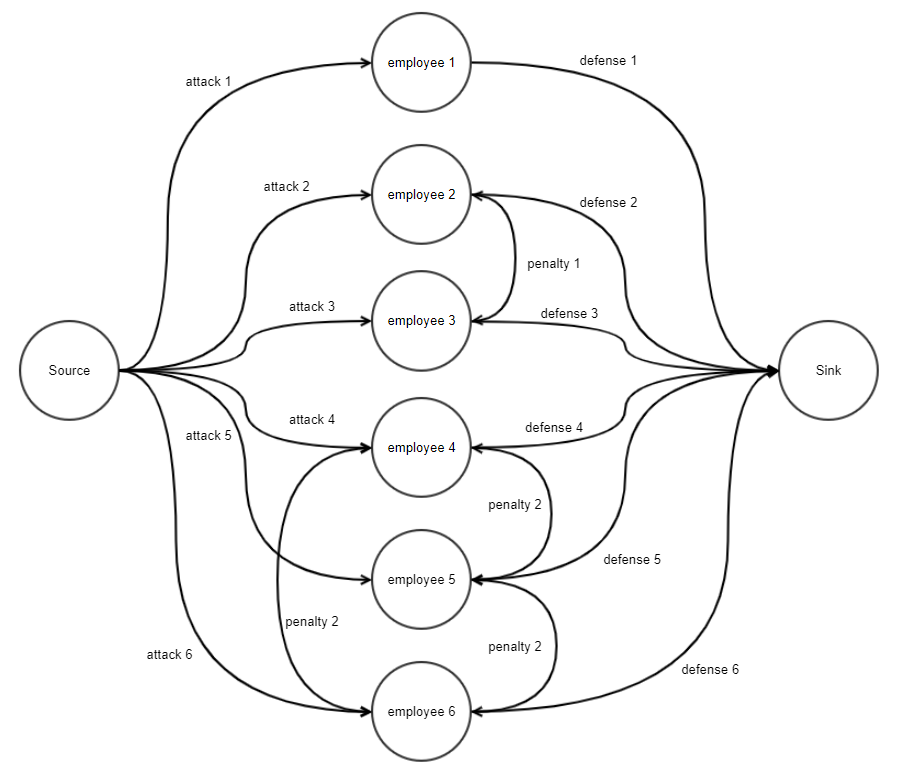 employee 1
defense 1
attack 1
attack 2
employee 2
defense 2
penalty 1
attack 3
employee 3
defense 3
Source
Sink
attack 4
employee 4
defense 4
attack 5
penalty 2
defense 5
employee 5
penalty 2
penalty 2
attack 6
defense 6
employee 6